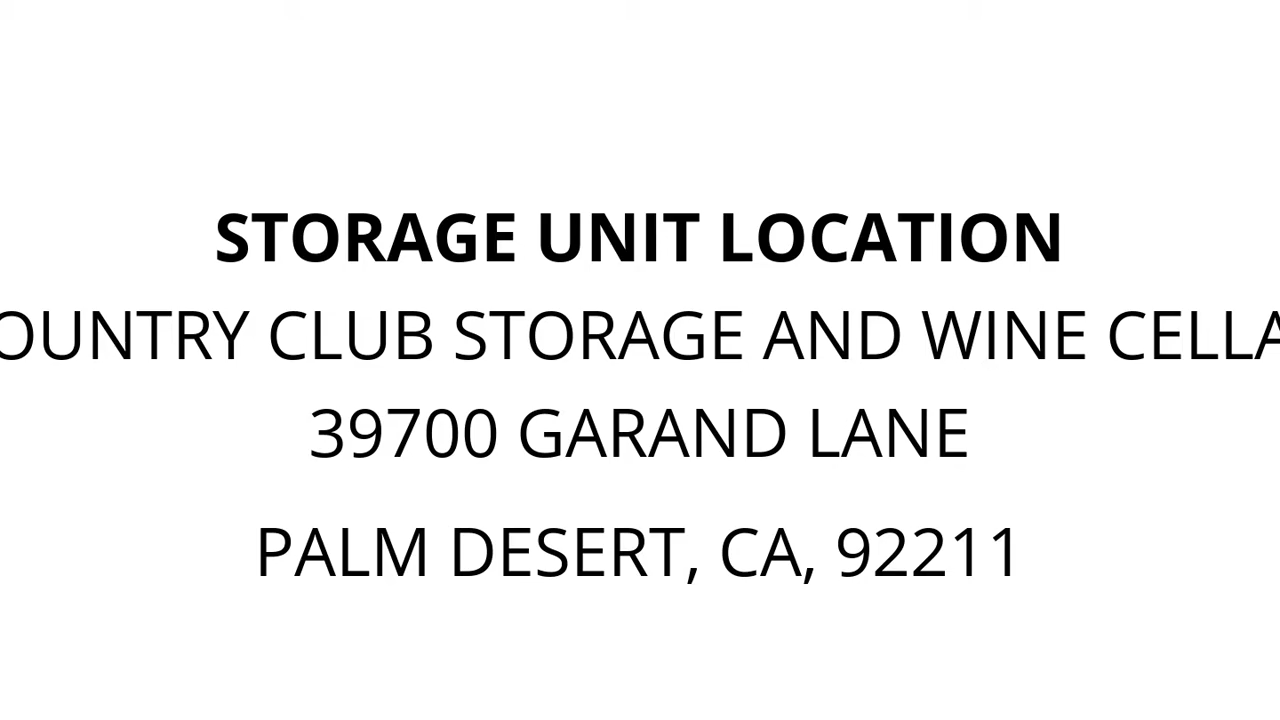 STORAGE UNIT LOCATION
OUNTRY CLUB STORAGE AND WINE CELLA
39700 GARAND LANE
PALM DESERT, CA, 92211